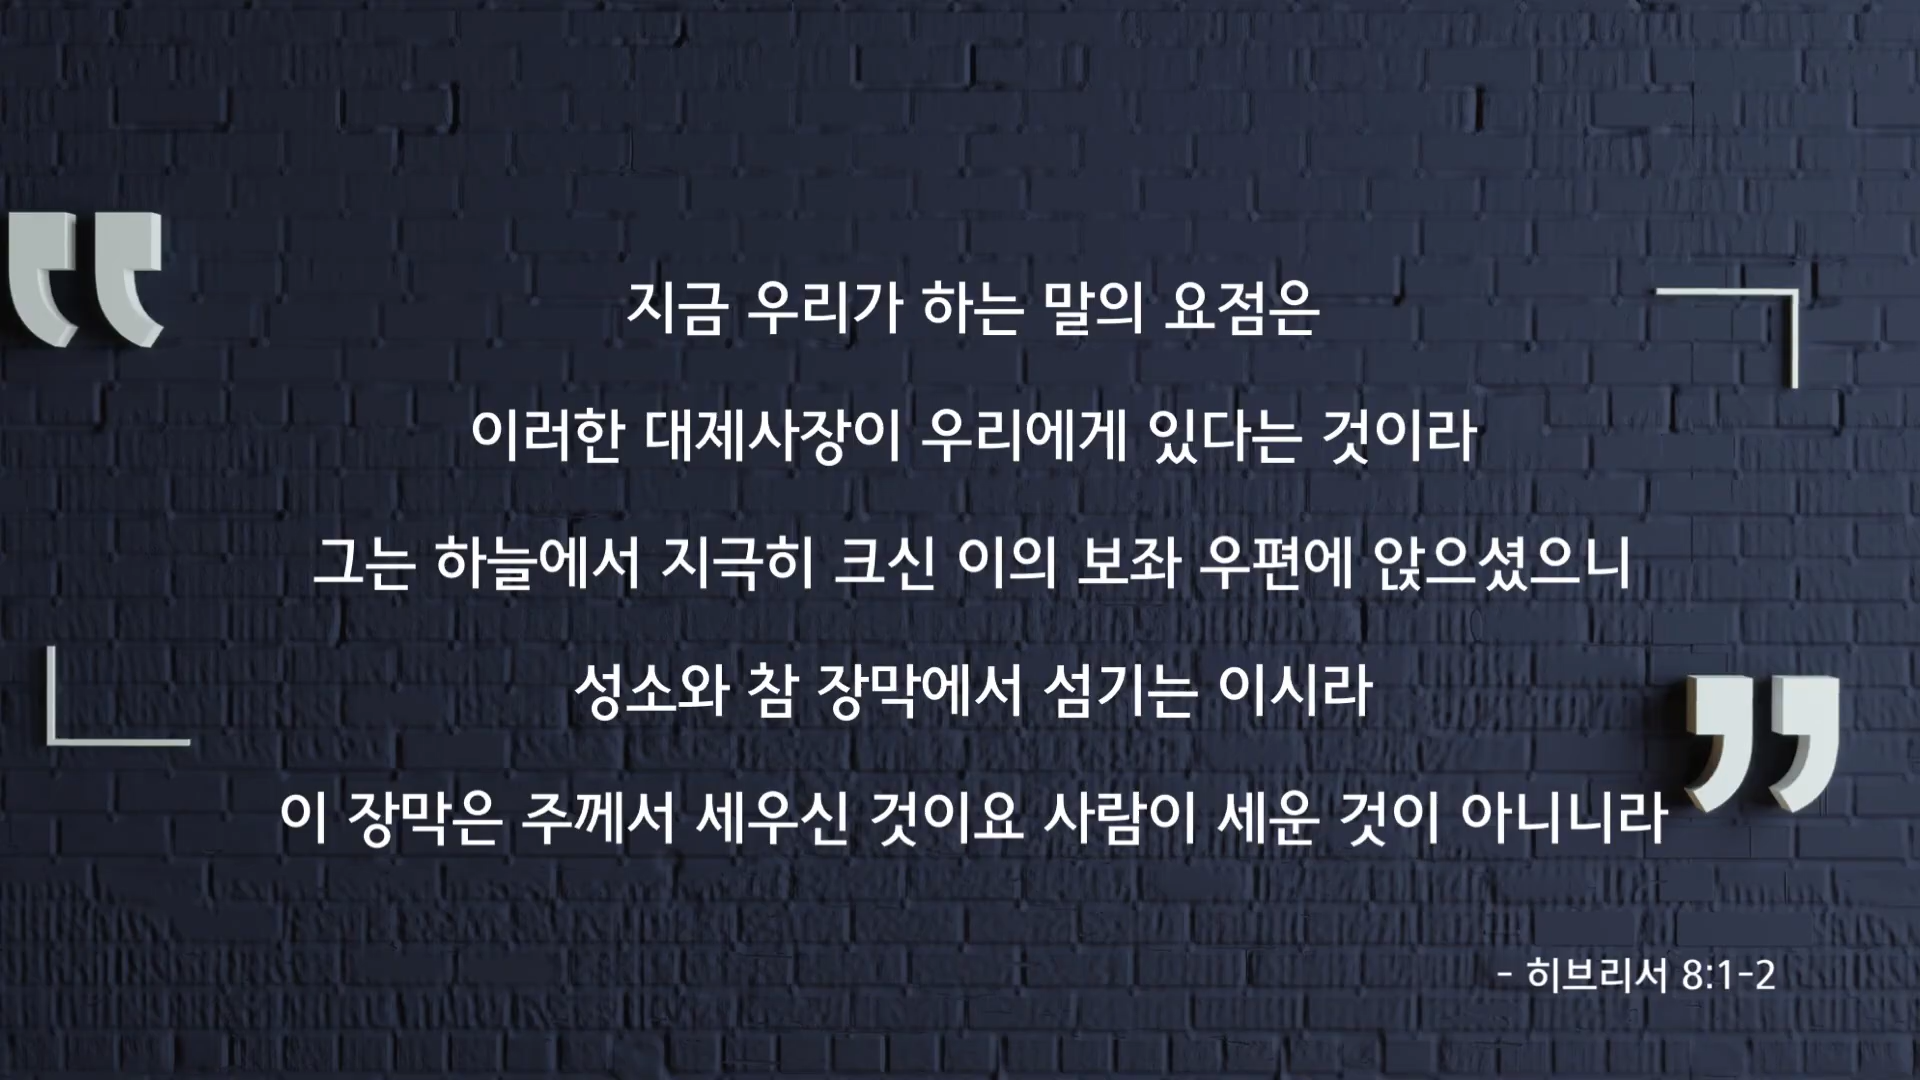 지금 우리가 하는 말의 요점은
이러한 대제사장이 우리에게 있다는 것이라
그는 하늘에서 지극히 크신 이의 보좌 우편에 앉으셨으니
성소와 참 장막에서 섬기는 이시라
이 장막은 주께서 세우신 것이요 사람이 세운 것이 아니니라
- 히브리서 8:1-2